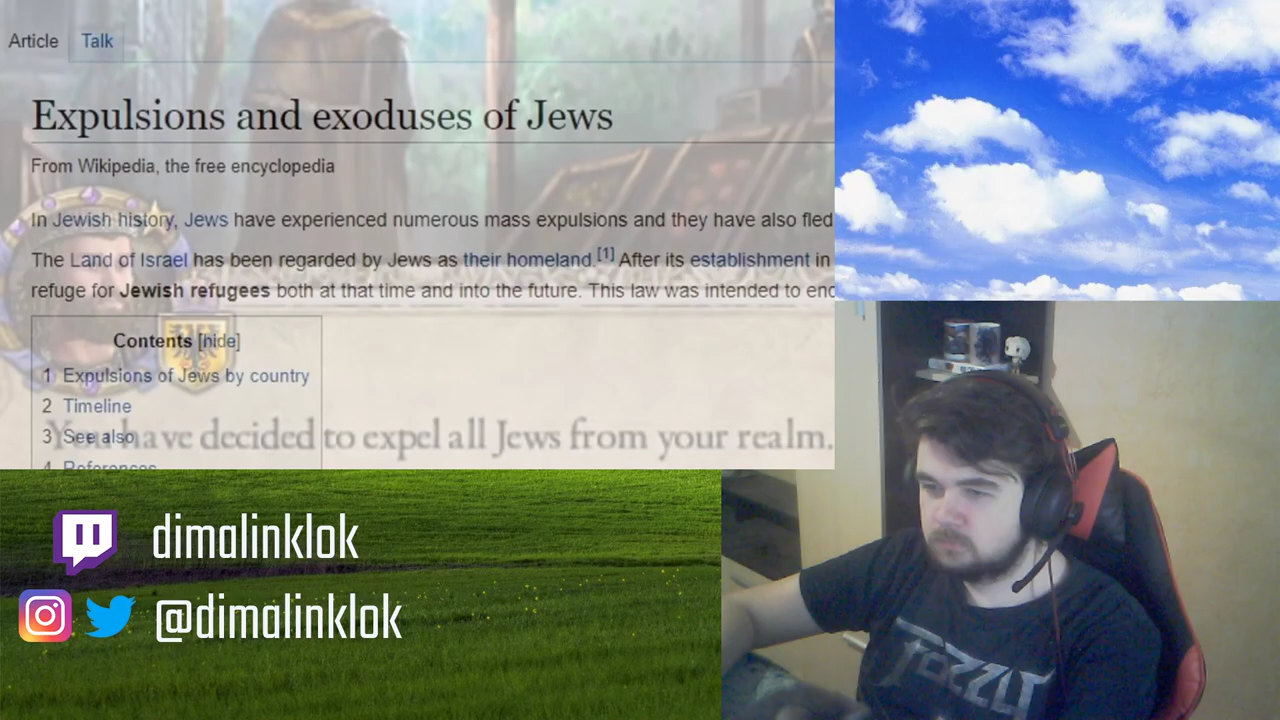 Article Talk
Expulsions and exoduses of Jews
From Wikipedia, the free encyclopedia
In Jewish history, Jews have experienced numerous mass expulsions and they have also fled
The Land of Israel has been regarded by Jews as their homeland.[1] After its establishment in
refuge for Jewish refugees both at that time and into the future. This law was intended to enc
Contents [hide]
1 Expulsions of Jews by country
2 Timeline
You have decided to expel all Jews from your realm.
3 See also
4 References
dimalinklok
@dimalinklok